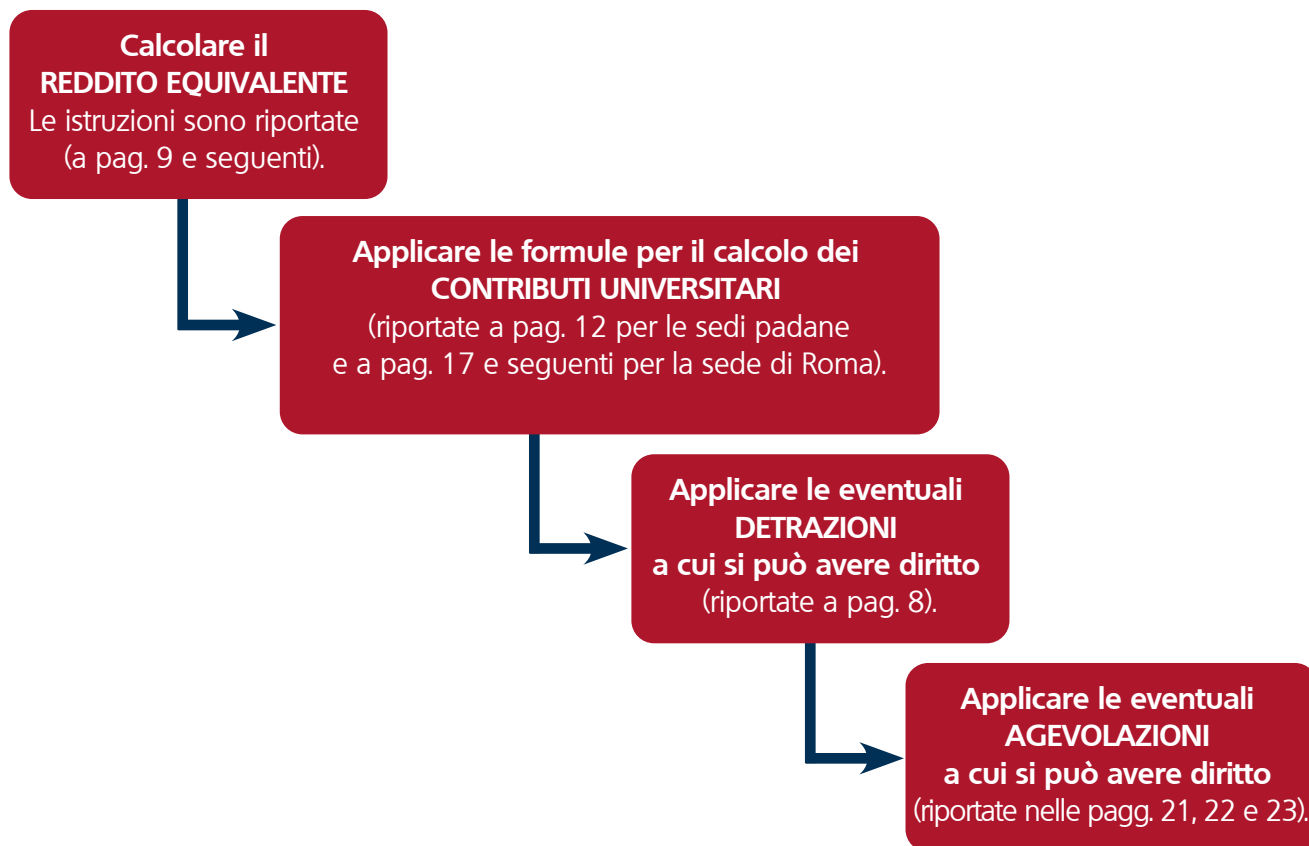 Calcolare il
REDDITO EQUIVALENTE
Le istruzioni sono riportate
(a pag. 9 e seguenti).
Applicare le formule per il calcolo dei
CONTRIBUTI UNIVERSITARI
(riportate a pag. 12 per le sedi padane
e a pag. 17 e seguenti per la sede di Roma).
Applicare le eventuali
DETRAZIONI
a cui si può avere diritto
(riportate a pag. 8).
Applicare le eventuali
AGEVOLAZIONI
a cui si può avere diritto
(riportate nelle pagg. 21, 22 e 23).